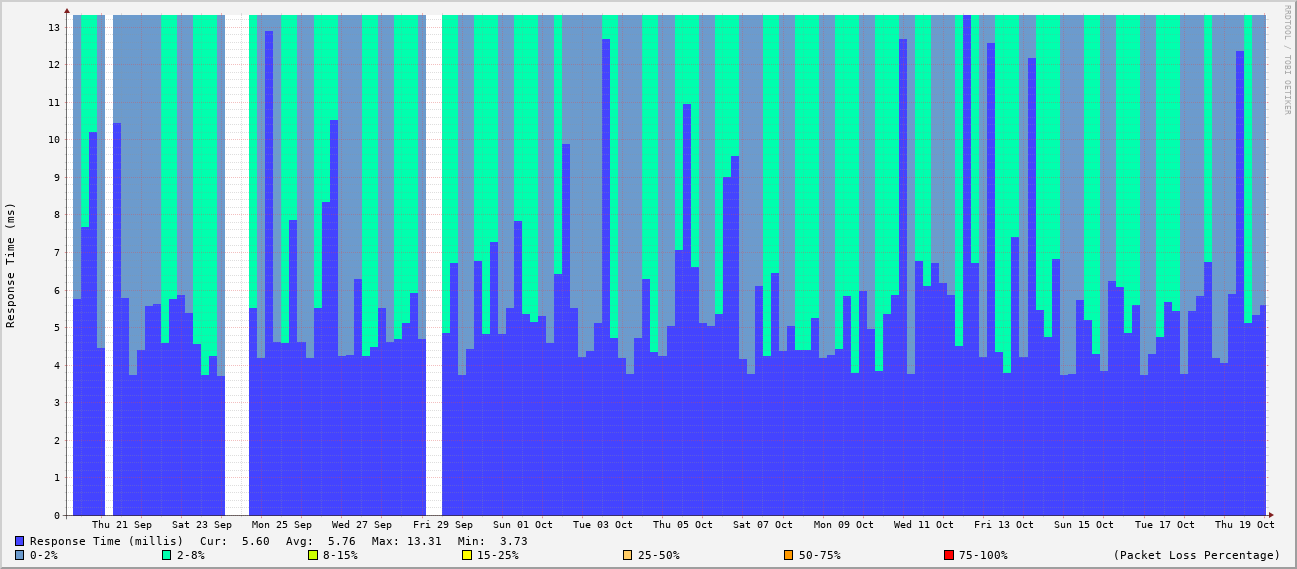 RRDTOOL / TOBI OETIKER
Response Time (ms)
13
12
11
10
9
8
7
6
5
4
3
2
1
0
Thu 21 Sep Sat 23 Sep Mon 25 Sep Wed 27 Sep Fri 29 Sep Sun 01 Oct Tue 03 Oct Thu 05 Oct Sat 07 Oct Mon 09 Oct Wed 11 Oct Fri 13 Oct Sun 15 Oct Tue 17 Oct Thu 19 Oct
Response Time (millis) Cur: 5.60 Avg: 5.76 Max: 13.31 Min: 3.73
0-2% 2-8% 8-15% 15-25% 25-50% 50-75% 75-100% (Packet Loss Percentage)